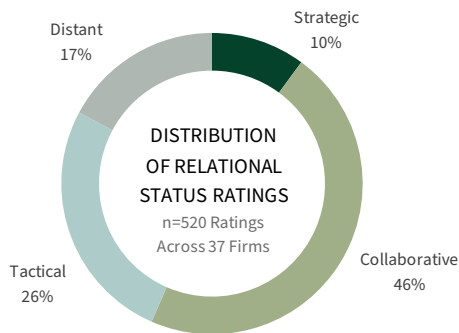 Strategic
10%
Distant
17%
DISTRIBUTION
OF RELATIONAL
STATUS RATINGS
n=520 Ratings
Across 37 Firms
Collaborative
46%
Tactical
26%